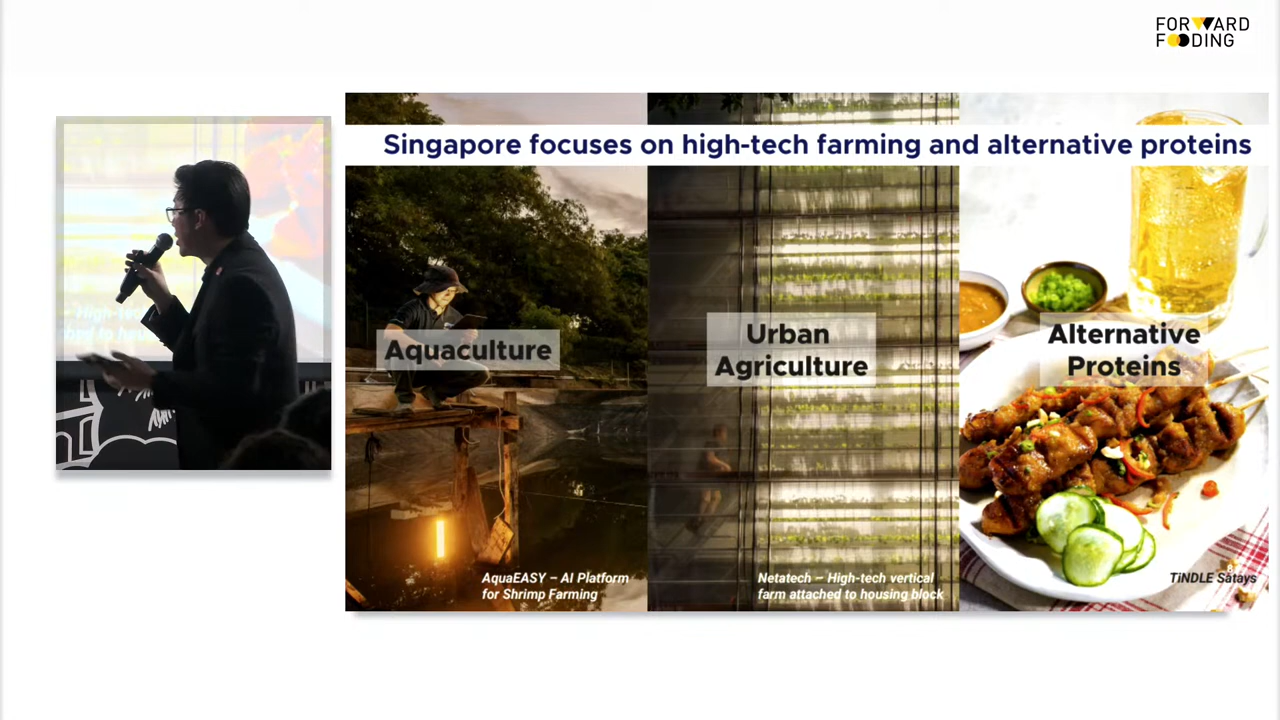 FORWARD
FOODING
Singapore focuses on high-tech farming and alternative proteins
Aquaculture
Urban
Agriculture
Alternative
Proteins
AquaEASY – AI Platform
for Shrimp Farming
Netatech – High-tech vertical
farm attached to housing block
TiNDLE Satays